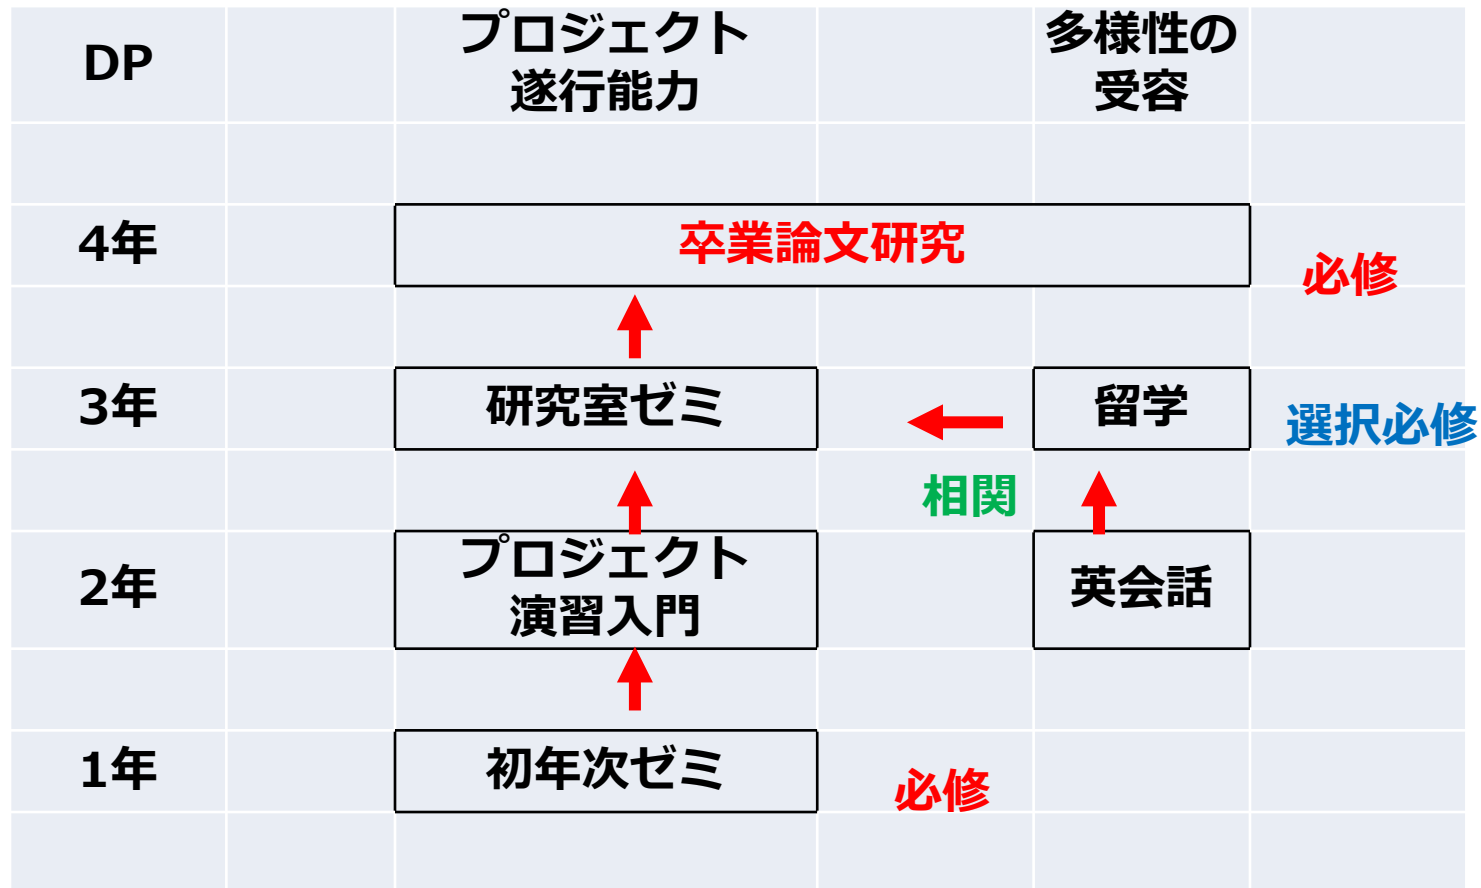 DP
プロジェクト
遂行能力
多様性の
受容
4年
卒業論文研究
必修
3年
研究室ゼミ
留学
選択必修
相関
2年
プロジェクト
演習入門
英会話
1年
初年次ゼミ
必修